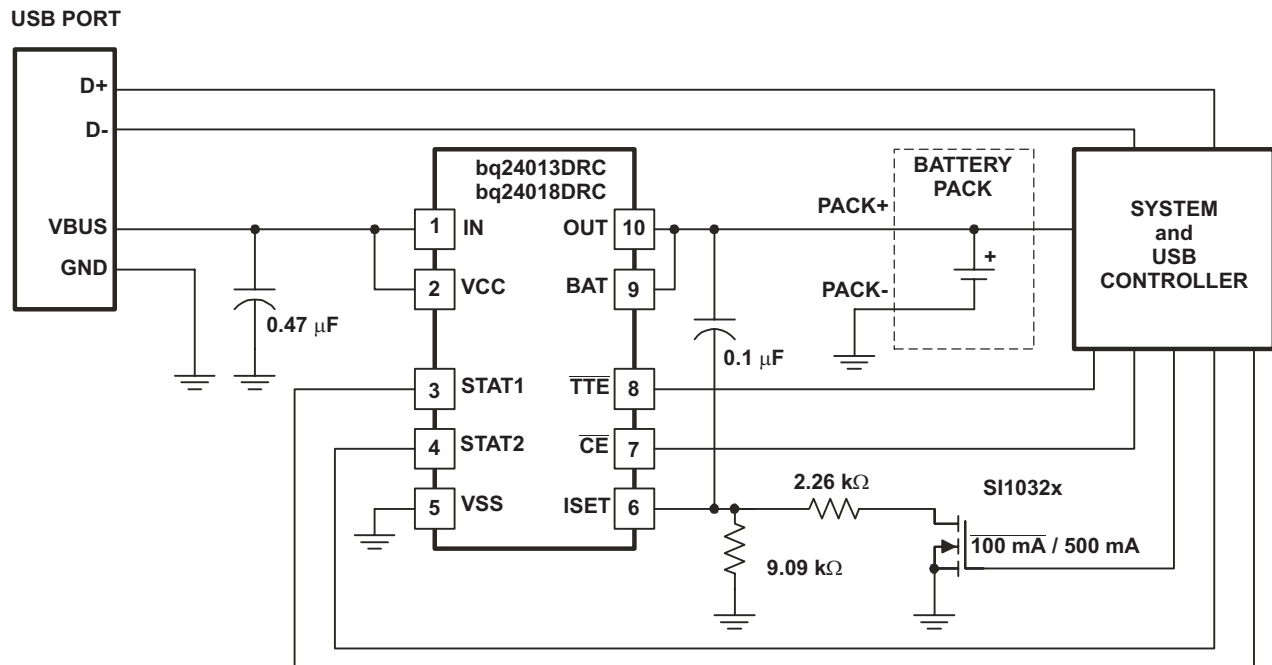 USB PORT
D+
D-
VBUS
GND
0.47 μF
bq24013DRC
bq24018DRC
1
IN
2
VCC
3
STAT1
4
STAT2
5
VSS
OUT
10
BAT
9
TTE
8
CE
7
ISET
6
0.1 μF
PACK+
PACK-
BATTERY
PACK
+
SYSTEM
and
USB
CONTROLLER
2.26 kΩ
9.09 kΩ
SI1032x
100 mA / 500 mA